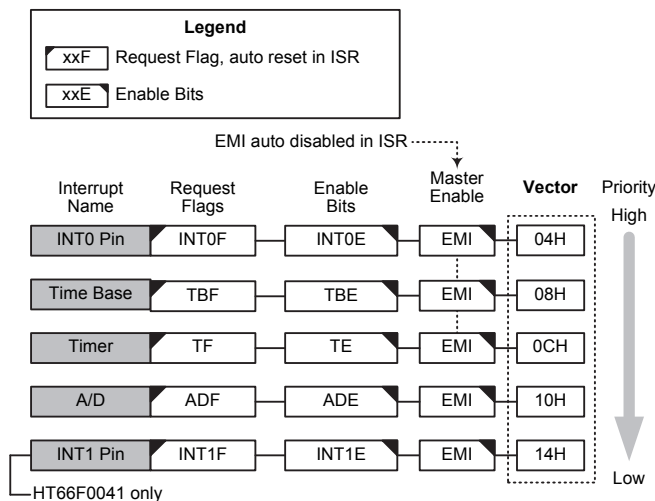 Legend
xxF Request Flag, auto reset in ISR
xxE Enable Bits
EMI auto disabled in ISR
Interrupt Name Request Flags Enable Bits Master Enable Vector Priority
High
INT0 Pin INT0F INT0E EMI 04H
Time Base TBF TBE EMI 08H
Timer TF TE EMI 0CH
A/D ADF ADE EMI 10H
INT1 Pin INT1F INT1E EMI 14H
Low
HT66F0041 only